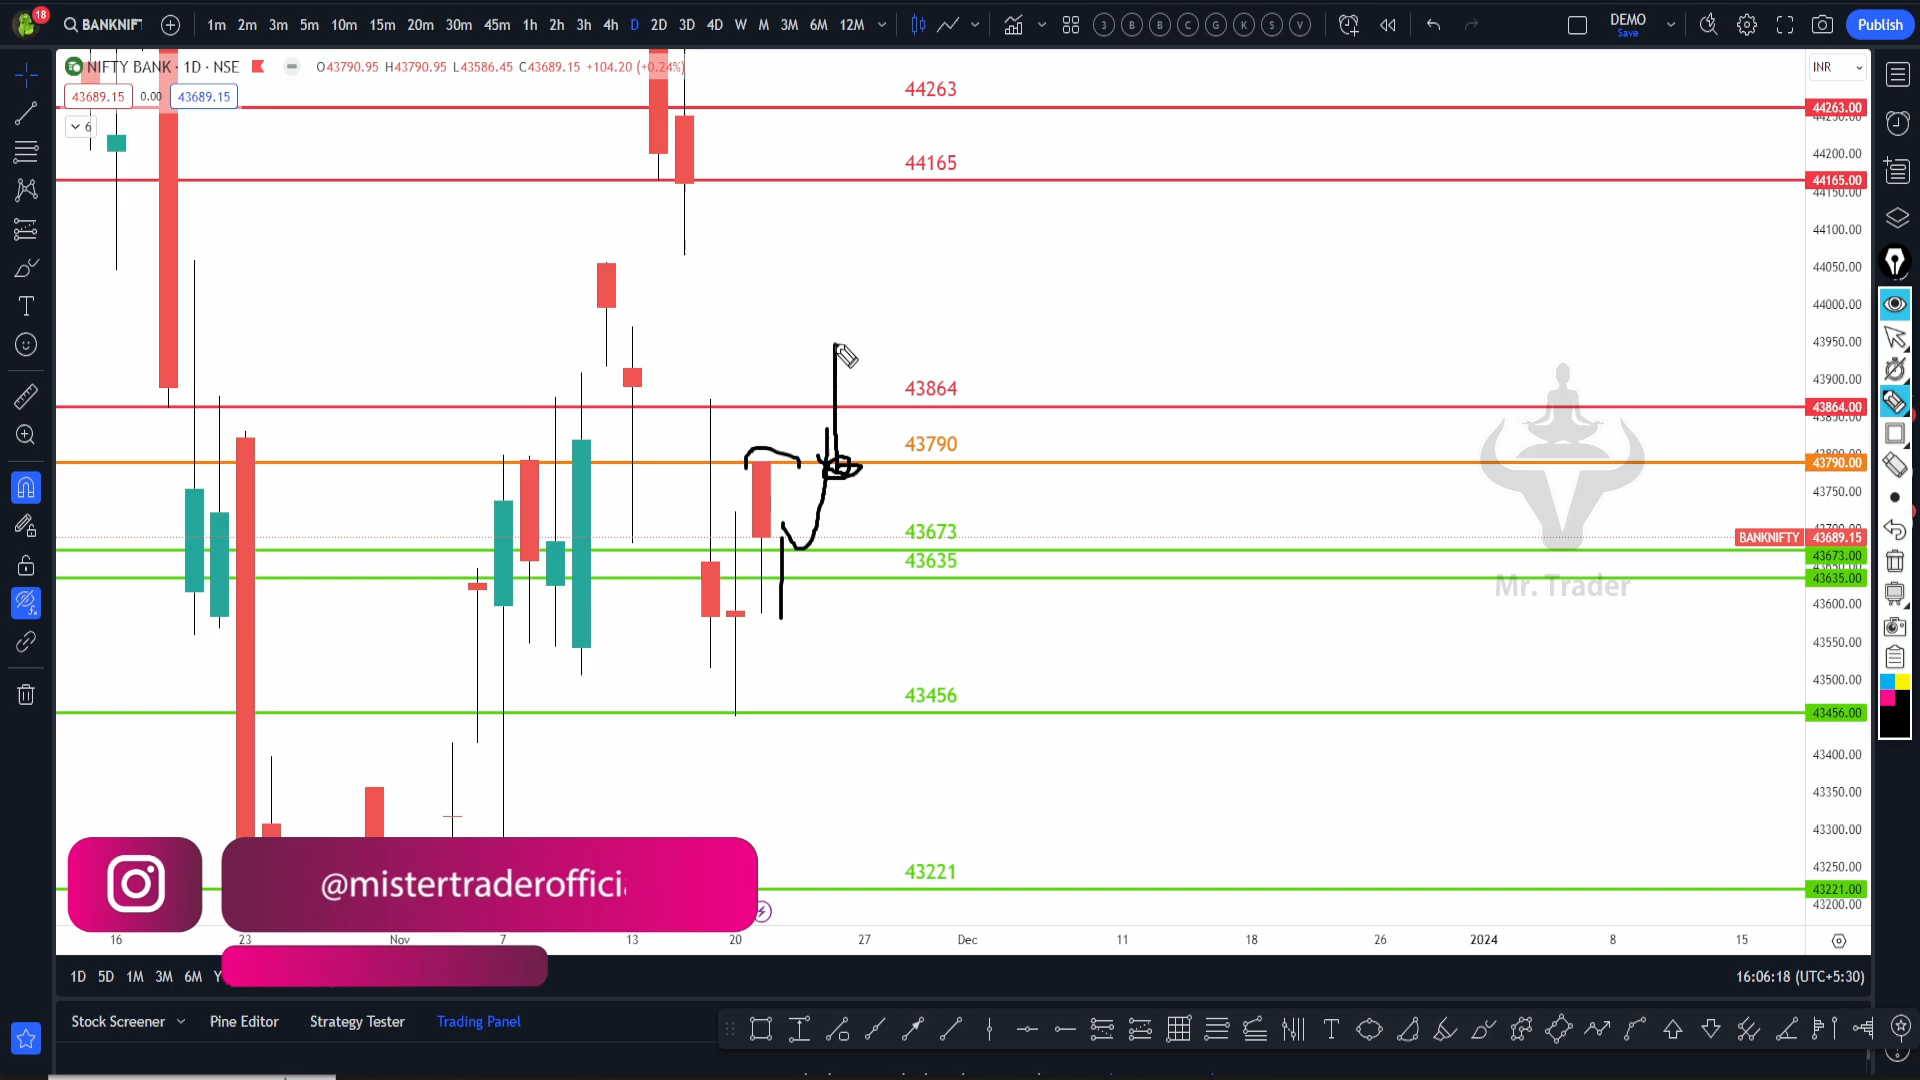 18
BANKNIFT
1m 2m 3m 5m 10m 15m 20m 30m 45m 1h 2h 3h 4h D 2D 3D 4D W M 3M 6M 12M
3 B B C G K S V
DEMO
Save
Publish
NIFTY BANK · 1D · NSE
O43790.95 H43790.95 L43586.45 C43689.15 +104.20 (+0.24%)
INR
43689.15 0.00 43689.15
6
44263
44263.00
44200.00
44165
44165.00
44150.00
44100.00
44050.00
44000.00
43950.00
43900.00
43864
43864.00
43790
43790.00
43750.00
43673
BANKNIFTY 43689.15
43673.00
43635
43635.00
Mr. Trader
43600.00
43550.00
43500.00
43456
43456.00
43400.00
43350.00
43300.00
43250.00
43221
43221.00
43200.00
@mistertraderoffici
16 23 Nov 7 13 20 27 Dec 11 18 26 2024 8 15
1D 5D 1M 3M 6M Y
16:06:18 (UTC+5:30)
Stock Screener Pine Editor Strategy Tester Trading Panel